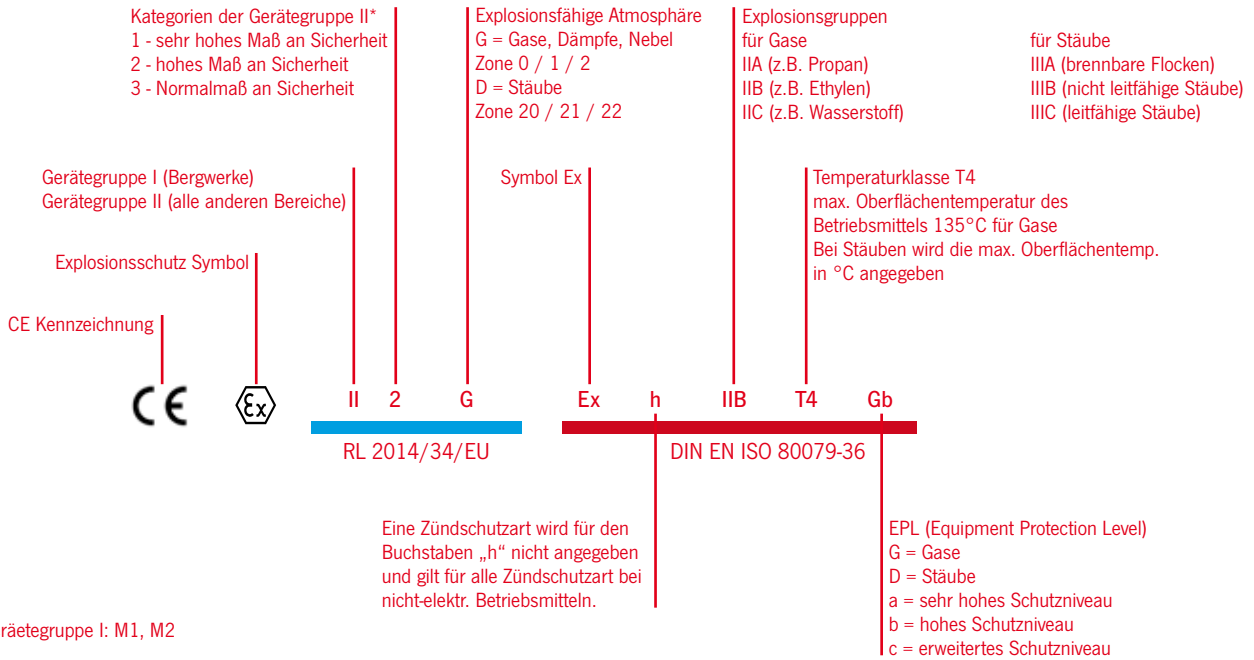 Kategorien der Gerätegruppe II*
1 - sehr hohes Maß an Sicherheit
2 - hohes Maß an Sicherheit
3 - Normalmaß an Sicherheit
Explosionsfähige Atmosphäre
G = Gase, Dämpfe, Nebel
Zone 0 / 1 / 2
D = Stäube
Zone 20 / 21 / 22
Explosionsgruppen
für Gase
IIA (z.B. Propan)
IIB (z.B. Ethylen)
IIC (z.B. Wasserstoff)
für Stäube
IIIA (brennbare Flocken)
IIIB (nicht leitfähige Stäube)
IIIC (leitfähige Stäube)
Gerätegruppe I (Bergwerke)
Gerätegruppe II (alle anderen Bereiche)
Symbol Ex
Temperaturklasse T4
max. Oberflächentemperatur des
Betriebsmittels 135°C für Gase
Bei Stäuben wird die max. Oberflächentemp.
in °C angegeben
Explosionsschutz Symbol
CE Kennzeichnung
CE Ex II 2 G Ex h IIB T4 Gb
RL 2014/34/EU
DIN EN ISO 80079-36
Eine Zündschutzart wird für den
Buchstaben „h“ nicht angegeben
und gilt für alle Zündschutzart bei
nicht-elektr. Betriebsmitteln.
EPL (Equipment Protection Level)
G = Gase
D = Stäube
a = sehr hohes Schutzniveau
b = hohes Schutzniveau
c = erweitertes Schutzniveau
räetegruppe I: M1, M2